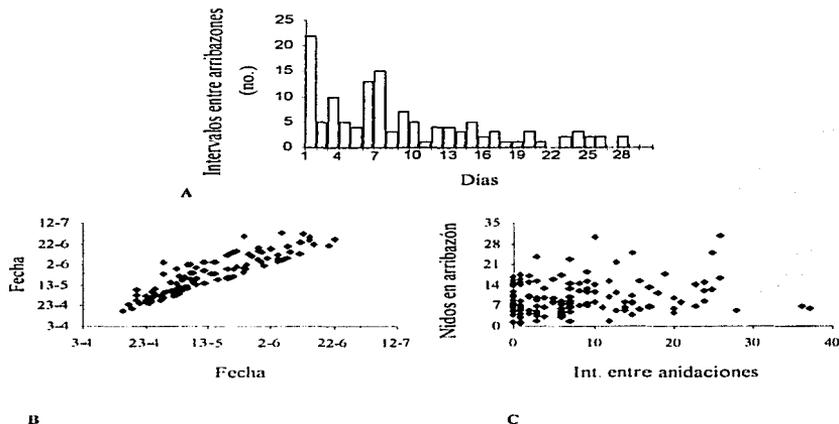 Intervalos entre arribazones
(no.)
25
20
15
10
5
0
1 4 7 10 13 16 19 22 25 28
Días
A
Fecha
12-7
22-6
2-6
13-5
23-4
3-4
3-4 23-4 13-5 2-6 22-6 12-7
Fecha
B
Nidos en arribazón
35
28
21
14
7
0
0 10 20 30 40
Int. entre anidaciones
C